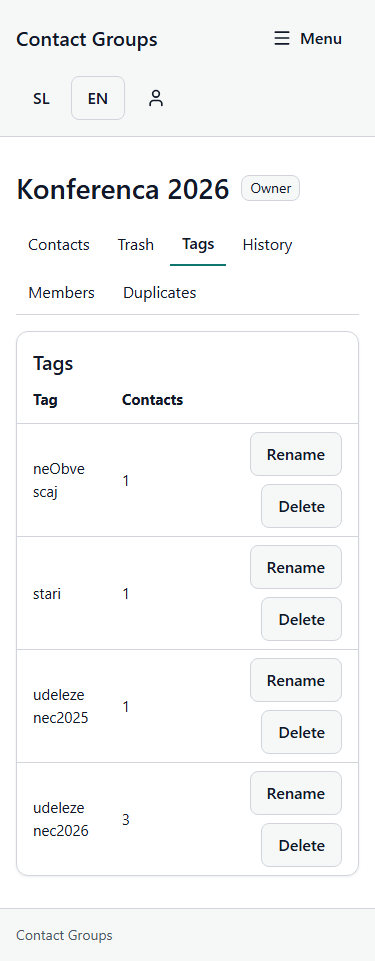 Contact Groups
Menu
SL
EN
Konferenca 2026
Owner
Contacts
Trash
Tags
History
Members
Duplicates
Tags
Tag
Contacts
neObve
scaj
1
Rename
Delete
stari
1
Rename
Delete
udeleze
nec2025
1
Rename
Delete
udeleze
nec2026
3
Rename
Delete
Contact Groups